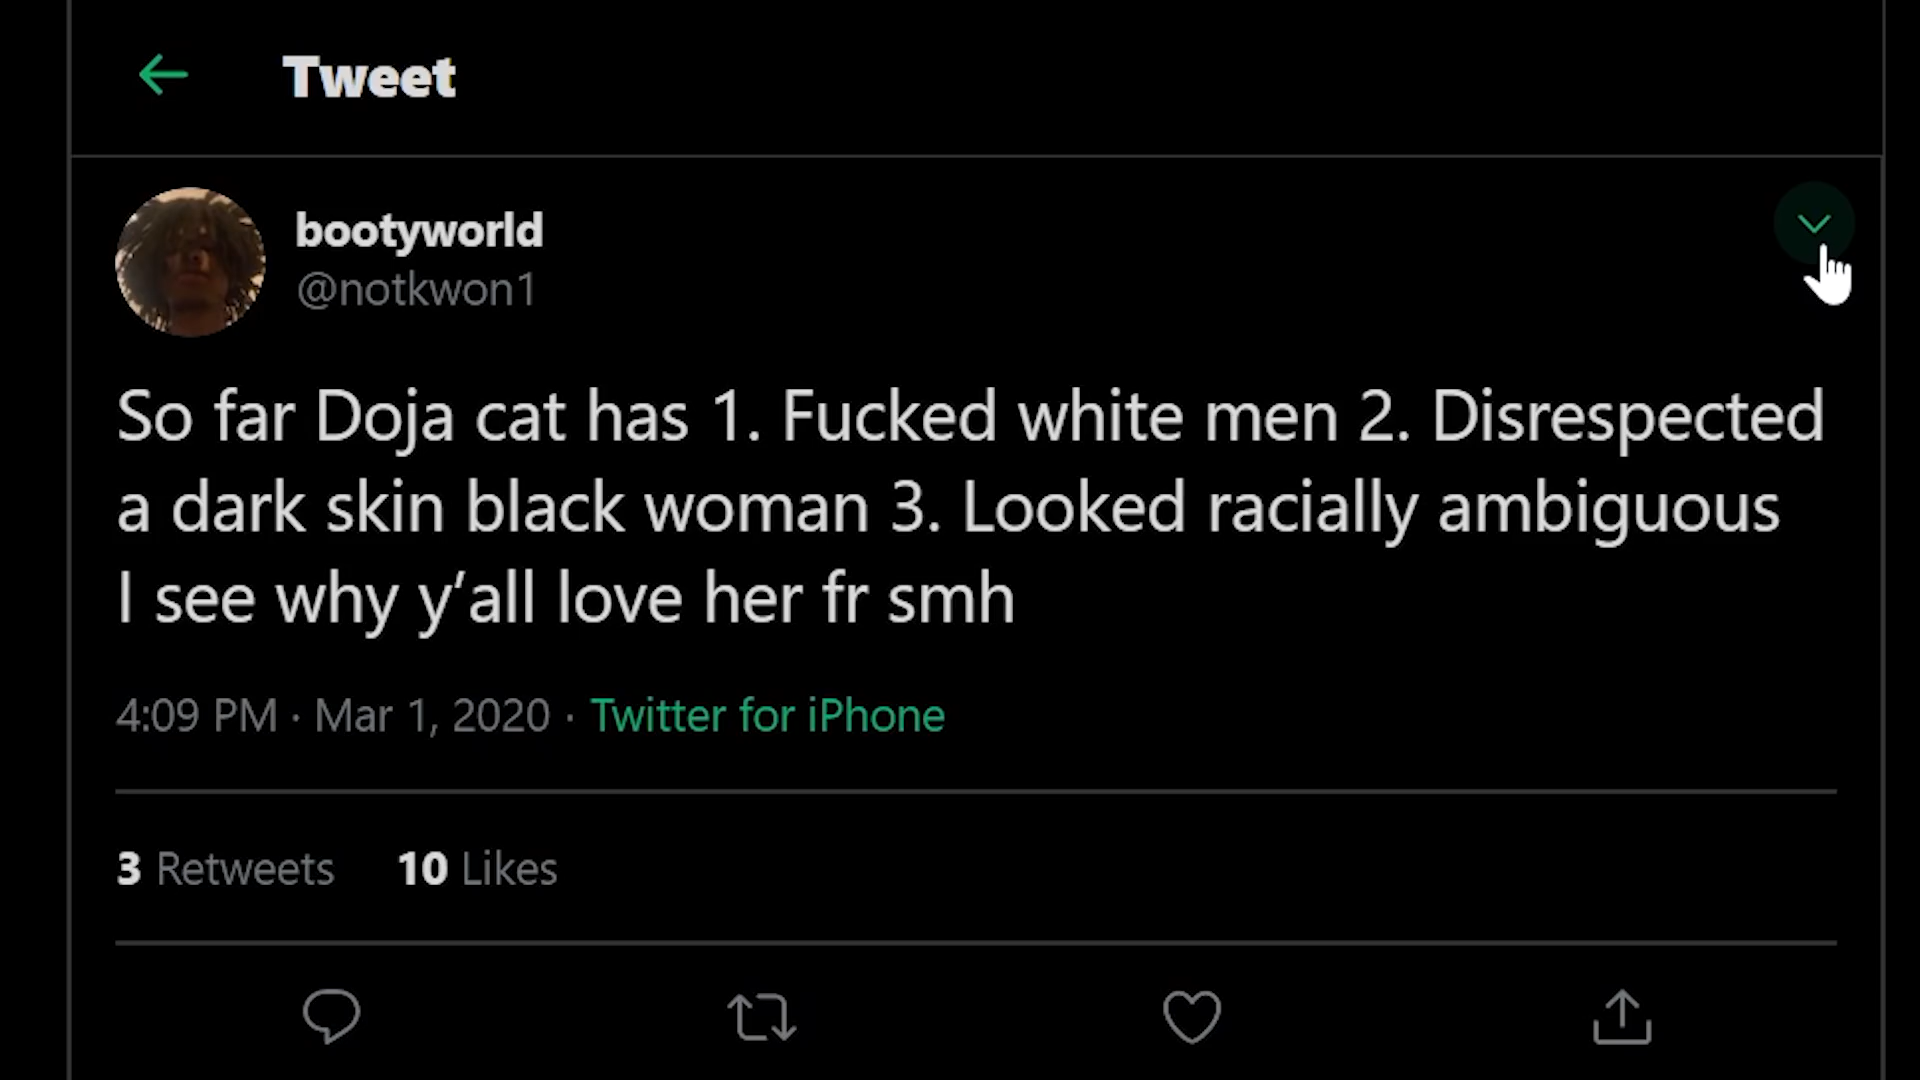 Tweet
bootyworld
@notkwon1
So far Doja cat has 1. Fucked white men 2. Disrespected
a dark skin black woman 3. Looked racially ambiguous
I see why y’all love her fr smh
4:09 PM · Mar 1, 2020 · Twitter for iPhone
3 Retweets 10 Likes